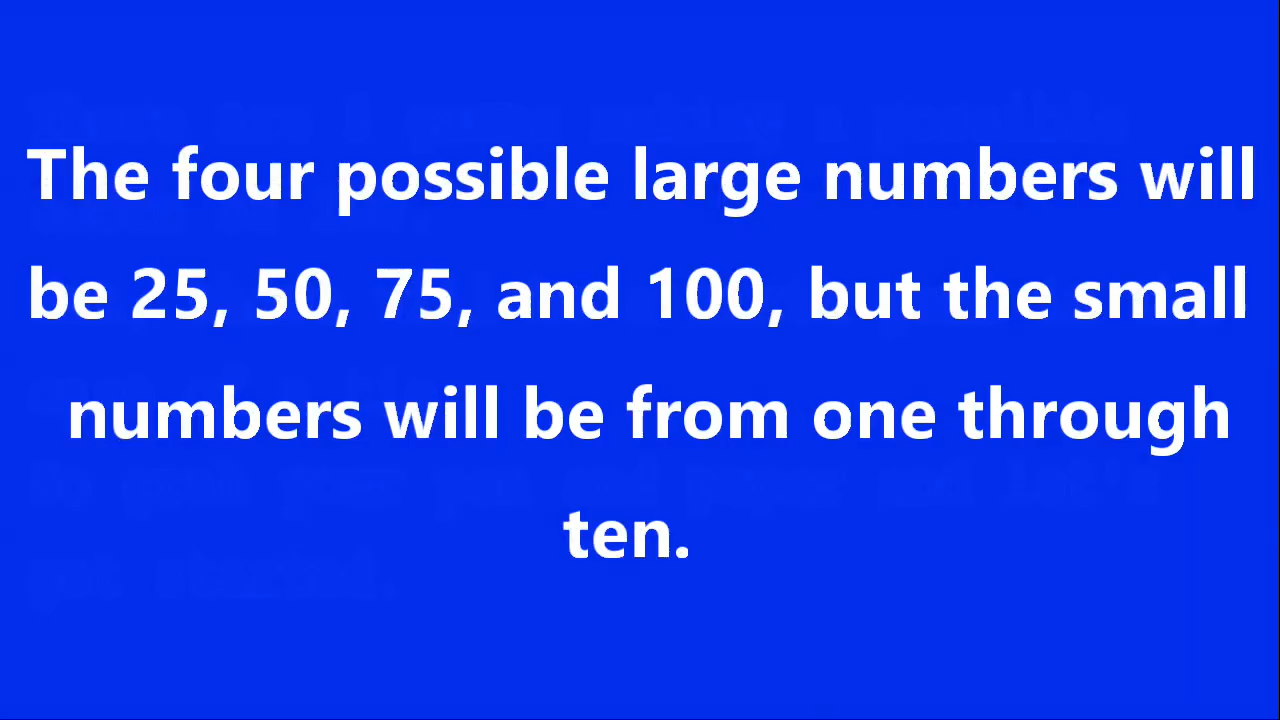 The four possible large numbers will
be 25, 50, 75, and 100, but the small
numbers will be from one through
ten.